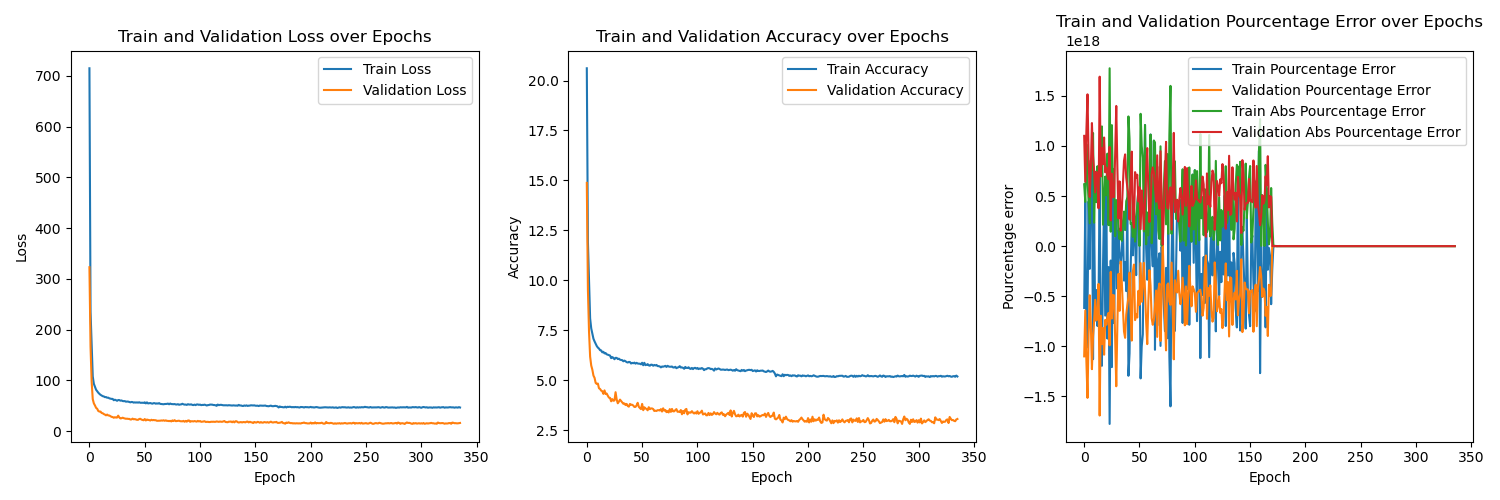 Train and Validation Loss over Epochs
Train Loss
Validation Loss
700
600
500
400
300
200
100
0
Loss
0 50 100 150 200 250 300 350
Epoch
Train and Validation Accuracy over Epochs
Train Accuracy
Validation Accuracy
20.0
17.5
15.0
12.5
10.0
7.5
5.0
2.5
Accuracy
0 50 100 150 200 250 300 350
Epoch
Train and Validation Pourcentage Error over Epochs
1e18
Train Pourcentage Error
Validation Pourcentage Error
Train Abs Pourcentage Error
Validation Abs Pourcentage Error
1.5
1.0
0.5
0.0
−0.5
−1.0
−1.5
Pourcentage error
0 50 100 150 200 250 300 350
Epoch